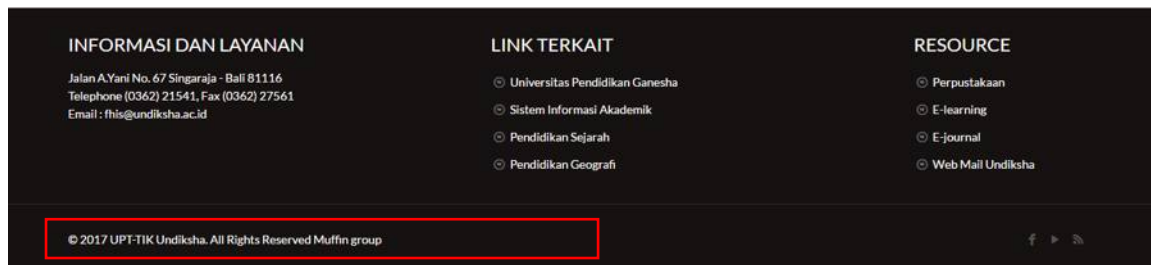 INFORMASI DAN LAYANAN
Jalan A.Yani No. 67 Singaraja - Bali 81116
Telephone (0362) 21541, Fax (0362) 27561
Email : fhis@undiksha.ac.id
LINK TERKAIT
Universitas Pendidikan Ganesha
Sistem Informasi Akademik
Pendidikan Sejarah
Pendidikan Geografi
RESOURCE
Perpustakaan
E-learning
E-journal
Web Mail Undiksha
© 2017 UPT-TIK Undiksha. All Rights Reserved Muffin group